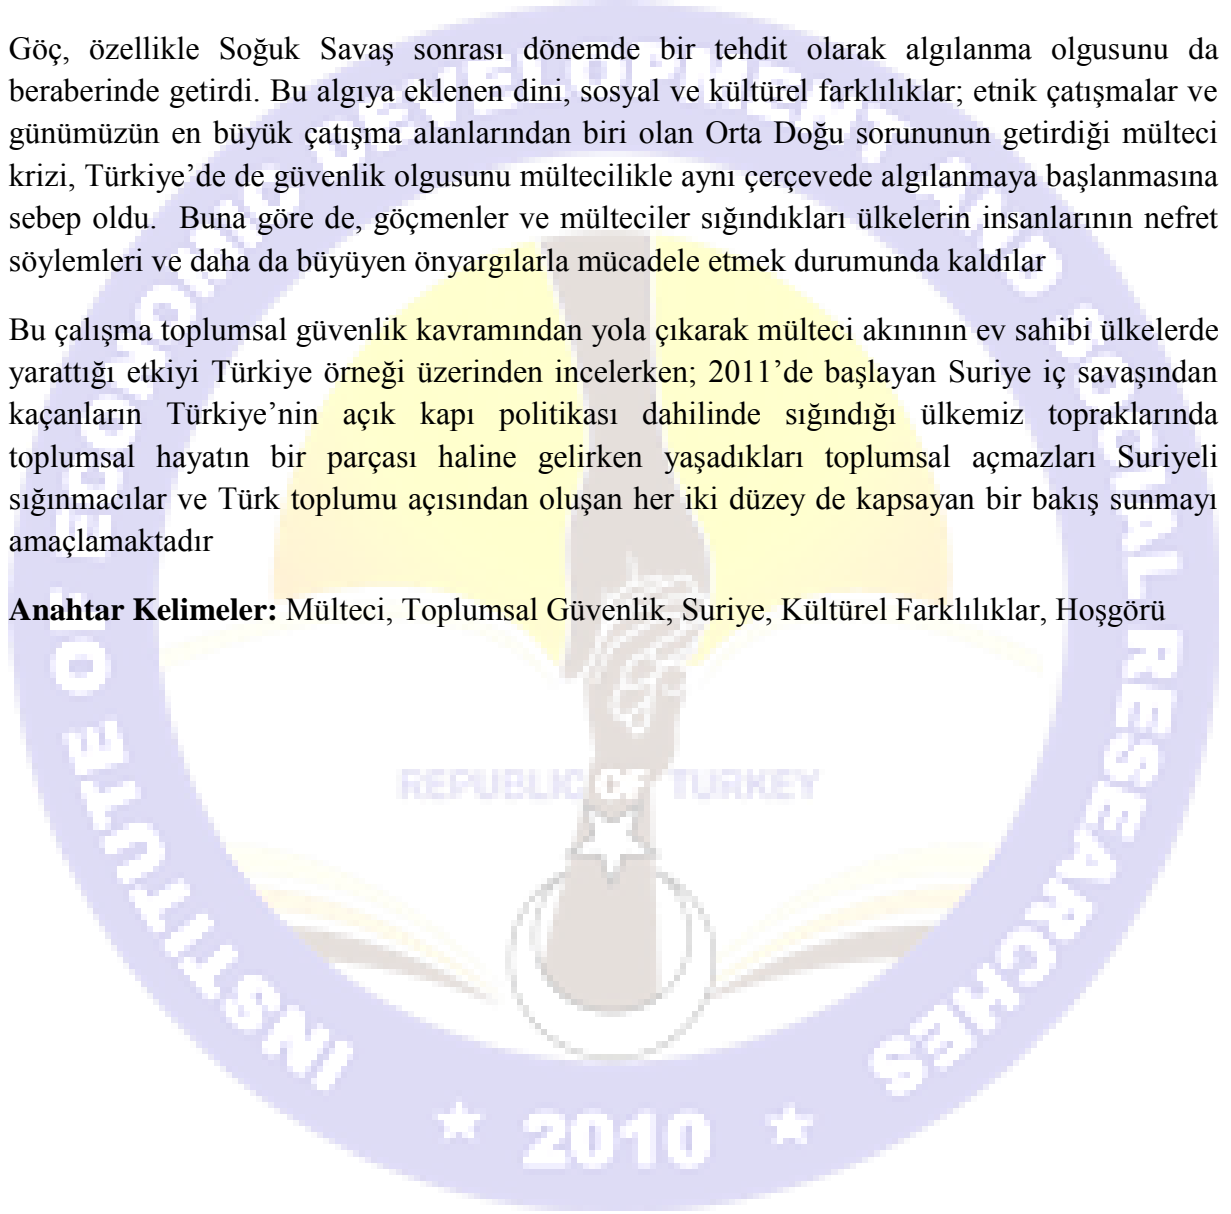 Göç, özellikle Soğuk Savaş sonrası dönemde bir tehdit olarak algılanma olgusunu da
beraberinde getirdi. Bu algıya eklenen dini, sosyal ve kültürel farklılıklar; etnik çatışmalar ve
günümüzün en büyük çatışma alanlarından biri olan Orta Doğu sorununun getirdiği mülteci
krizi, Türkiye’de de güvenlik olgusunu mültecilikle aynı çerçevede algılanmaya başlanmasına
sebep oldu. Buna göre de, göçmenler ve mülteciler sığındıkları ülkelerin insanlarının nefret
söylemleri ve daha da büyüyen önyargılarla mücadele etmek durumunda kaldılar
Bu çalışma toplumsal güvenlik kavramından yola çıkarak mülteci akınının ev sahibi ülkelerde
yarattığı etkiyi Türkiye örneği üzerinden incelerken; 2011’de başlayan Suriye iç savaşından
kaçanların Türkiye’nin açık kapı politikası dahilinde sığındığı ülkemiz topraklarında
toplumsal hayatın bir parçası haline gelirken yaşadıkları toplumsal açmazları Suriyeli
sığınmacılar ve Türk toplumu açısından oluşan her iki düzey de kapsayan bir bakış sunmayı
amaçlamaktadır
Anahtar Kelimeler: Mülteci, Toplumsal Güvenlik, Suriye, Kültürel Farklılıklar, Hoşgörü
INSTITUTE OF ECONOMIC DEVELOPMENT AND SOCIAL RESEARCHES
REPUBLIC OF TURKEY
2010